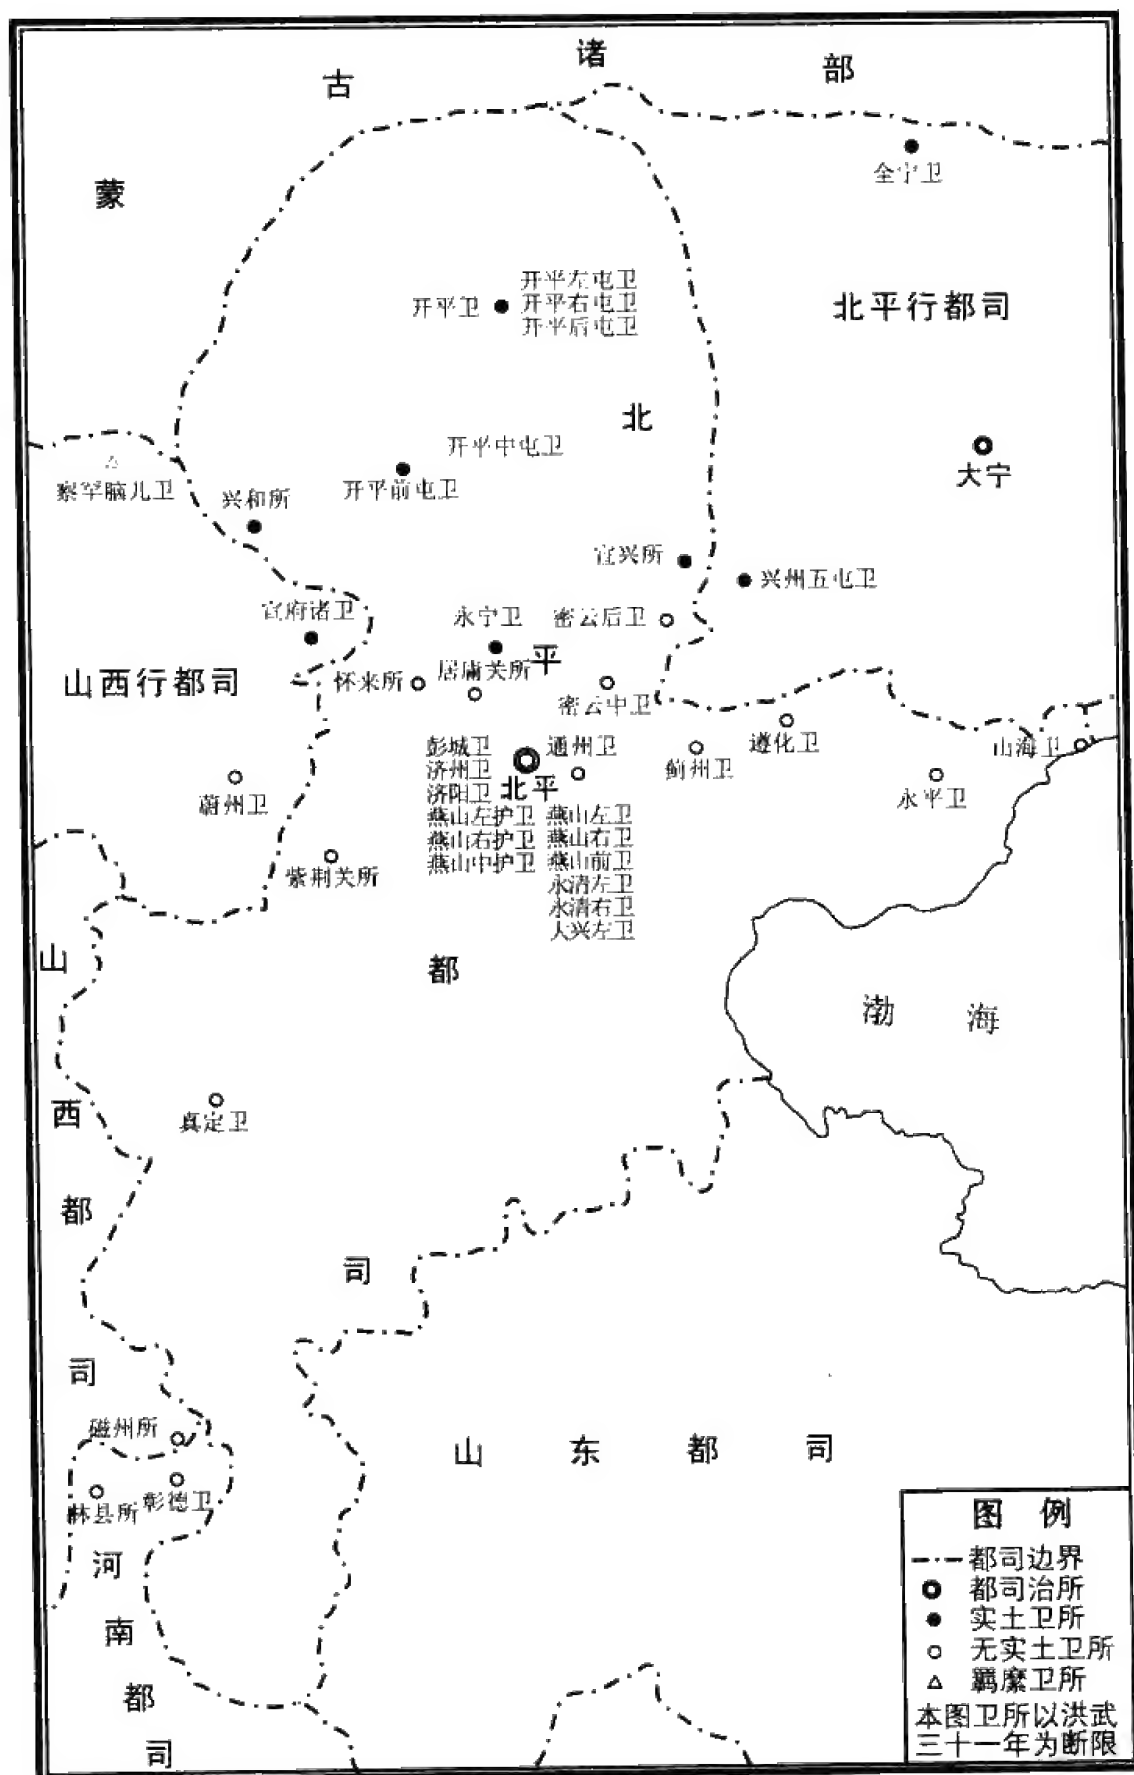 蒙古诸部
全宁卫
北平行都司
开平卫
开平左屯卫
开平右屯卫
开平后屯卫
大宁
开平中屯卫
开平前屯卫
察罕脑儿卫
兴和所
宜兴所
兴州五屯卫
宣府诸卫
永宁卫
密云后卫
山西行都司
怀来所
居庸关所
密云中卫
北平都司
彭城卫
济州卫
济阳卫
燕山左护卫
燕山右护卫
燕山中护卫
北平
通州卫
燕山左卫
燕山右卫
燕山前卫
永清左卫
永清右卫
大兴左卫
蓟州卫
遵化卫
山海卫
永平卫
蔚州卫
紫荆关所
山西都司
渤海
真定卫
磁州所
彰德卫
林县所
河南都司
山东都司
图例
都司边界
都司治所
实土卫所
无实土卫所
羁縻卫所
本图卫所以洪武
三十一年为断限